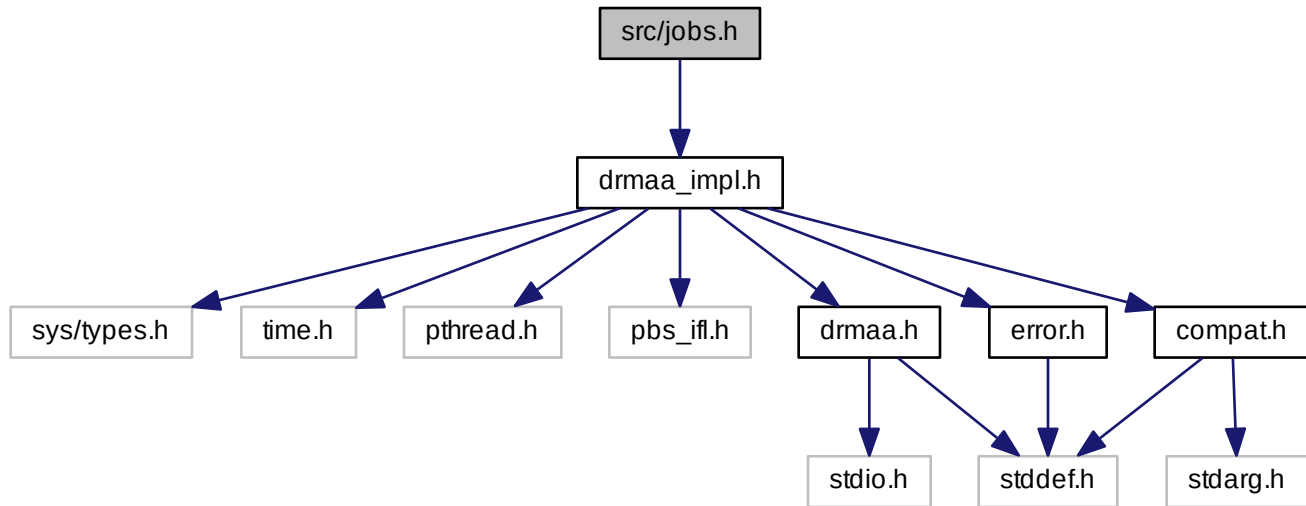 src/jobs.h
drmaa_impl.h
sys/types.h
time.h
pthread.h
pbs_ifl.h
drmaa.h
error.h
compat.h
stdio.h
stddef.h
stdarg.h